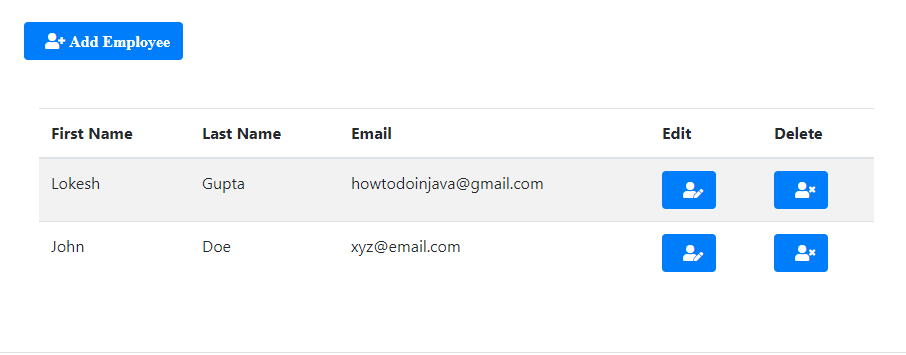 Add Employee
First Name Last Name Email Edit Delete
Lokesh Gupta howtodoinjava@gmail.com
John Doe xyz@email.com